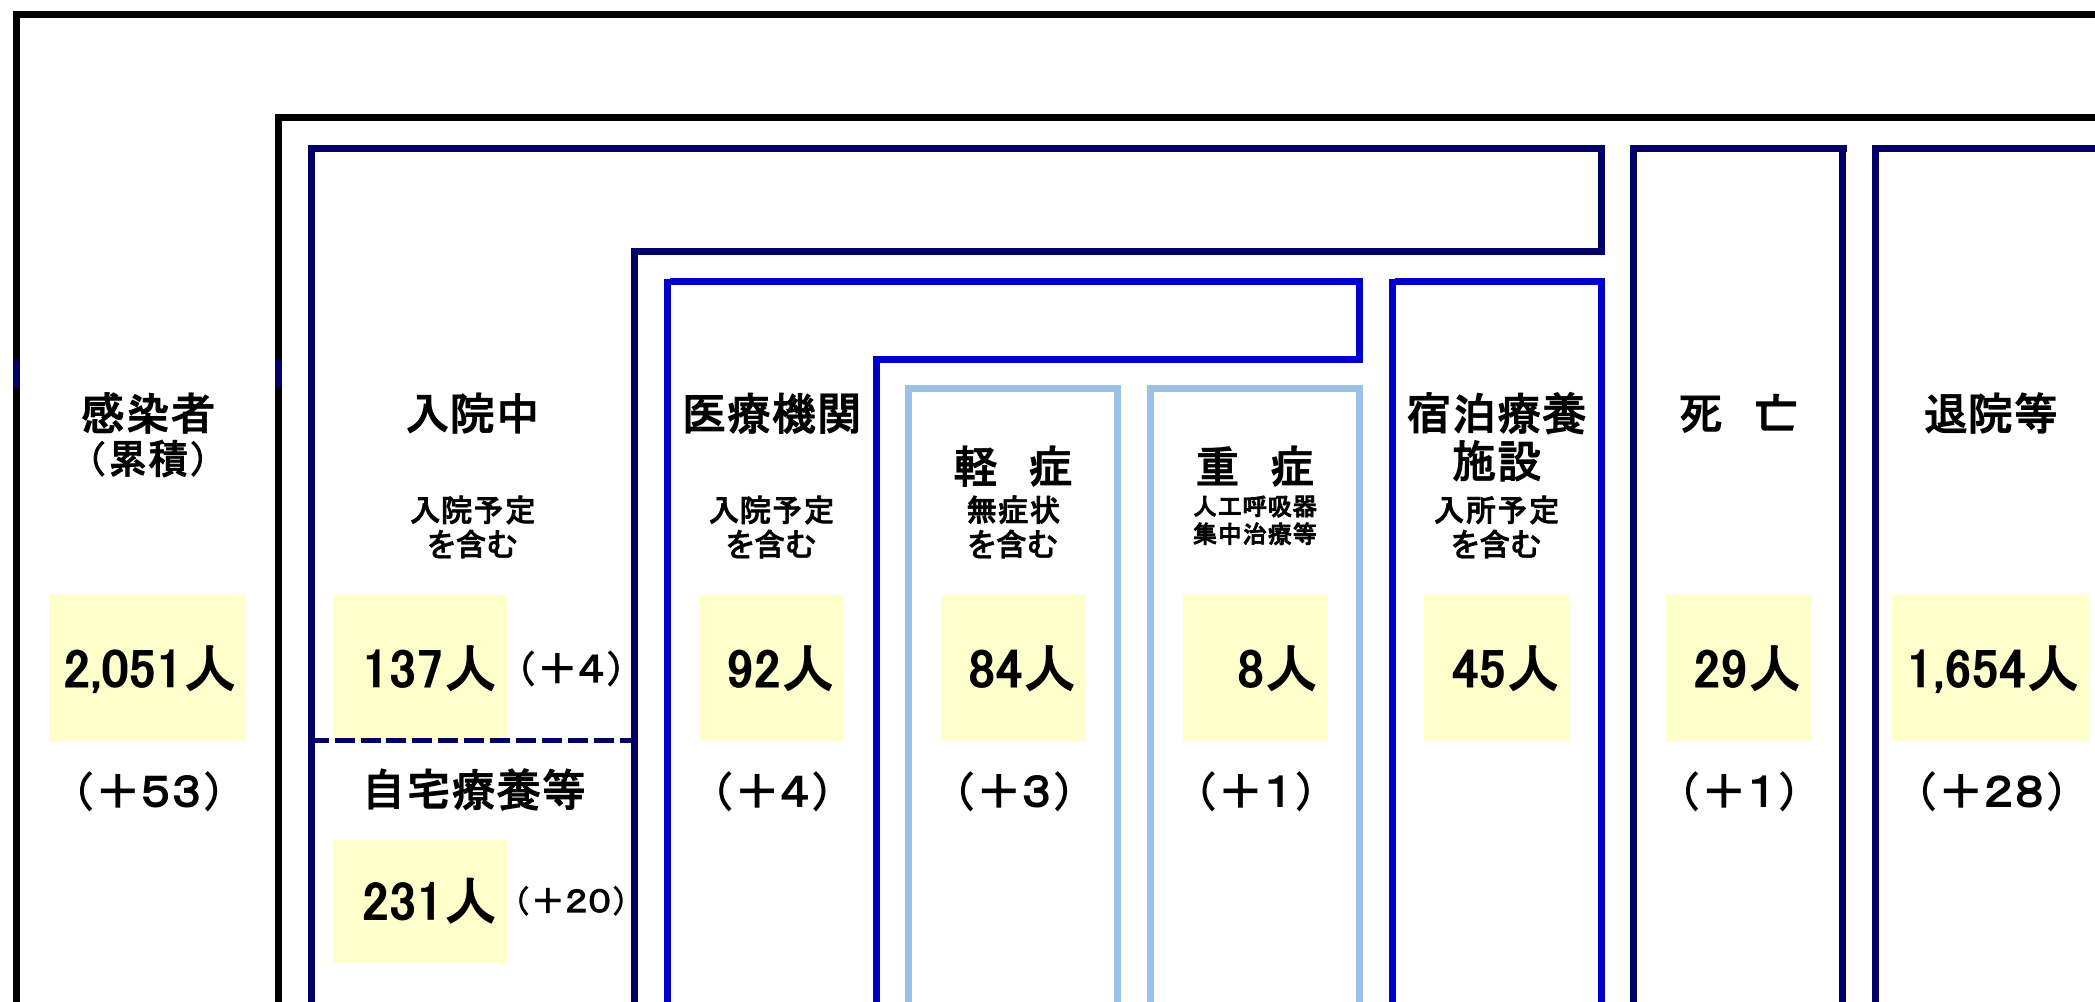 感染者
（累積）
2,051人
（＋53）
入院中
入院予定
を含む
137人（＋4）
自宅療養等
231人（＋20）
医療機関
入院予定
を含む
92人
（＋4）
軽　症
無症状
を含む
84人
（＋3）
重　症
人工呼吸器
集中治療等
8人
（＋1）
宿泊療養
施設
入所予定
を含む
45人
死　亡
29人
（＋1）
退院等
1,654人
（＋28）